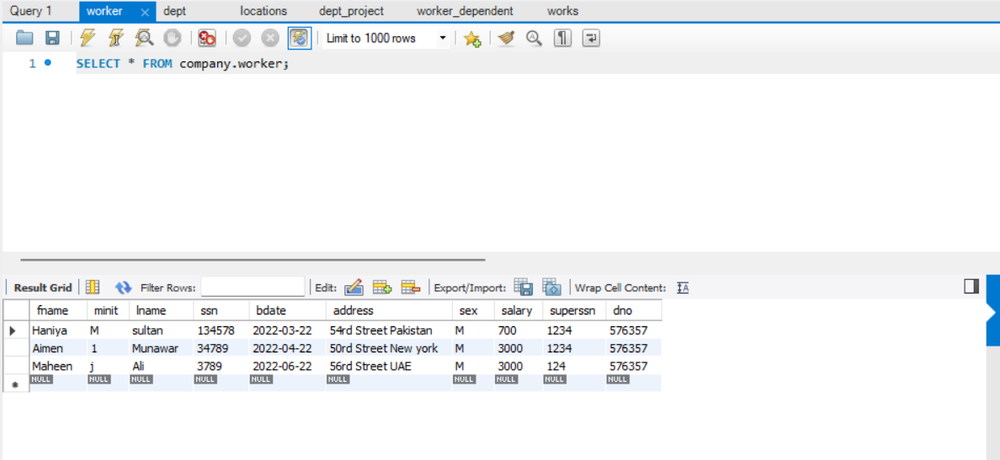 Query 1 worker × dept locations dept_project worker_dependent works
Limit to 1000 rows
1 SELECT * FROM company.worker;
Result Grid Filter Rows: Edit: Export/Import: Wrap Cell Content: IA
fname minit lname ssn bdate address sex salary superssn dno
Haniya M sultan 134578 2022-03-22 54rd Street Pakistan M 700 1234 576357
Aimen 1 Munawar 34789 2022-04-22 50rd Street New york M 3000 1234 576357
Maheen j Ali 3789 2022-06-22 56rd Street UAE M 3000 124 576357
NULL NULL NULL NULL NULL NULL NULL NULL NULL NULL